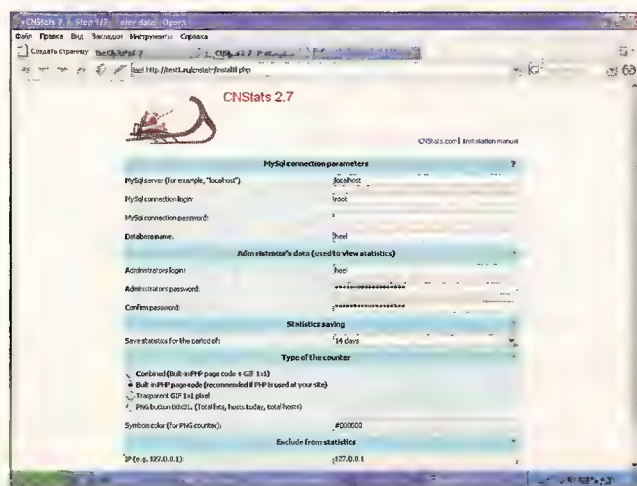 Файл Правка Вид Закладки Инструменты Справка
Создать страницу
CNStats 2.7
CNStats.com | Installation manual
MySql connection parameters ?
MySql server (for example, "localhost") localhost
MySql connection login: root
MySql connection password: *
Database name: heel
Administrator's data (used to view statistics)
Administrators login: heel
Administrators password: ******************
Confirm password: ******************
Statistics saving
Save statistics for the period of: 14 days
Type of the counter
Combined (Built-in PHP page code + GIF 1x1)
Built in PHP page code (recommended if PHP is used at your site)
Trasparent GIF 1x1 pixel
PNG button 88x31. (Total hits, hosts today, total hosts)
Symbols color (for PNG counter): #000000
Exclude from statistics
IP (e.g. 127.0.0.1): 127.0.0.1